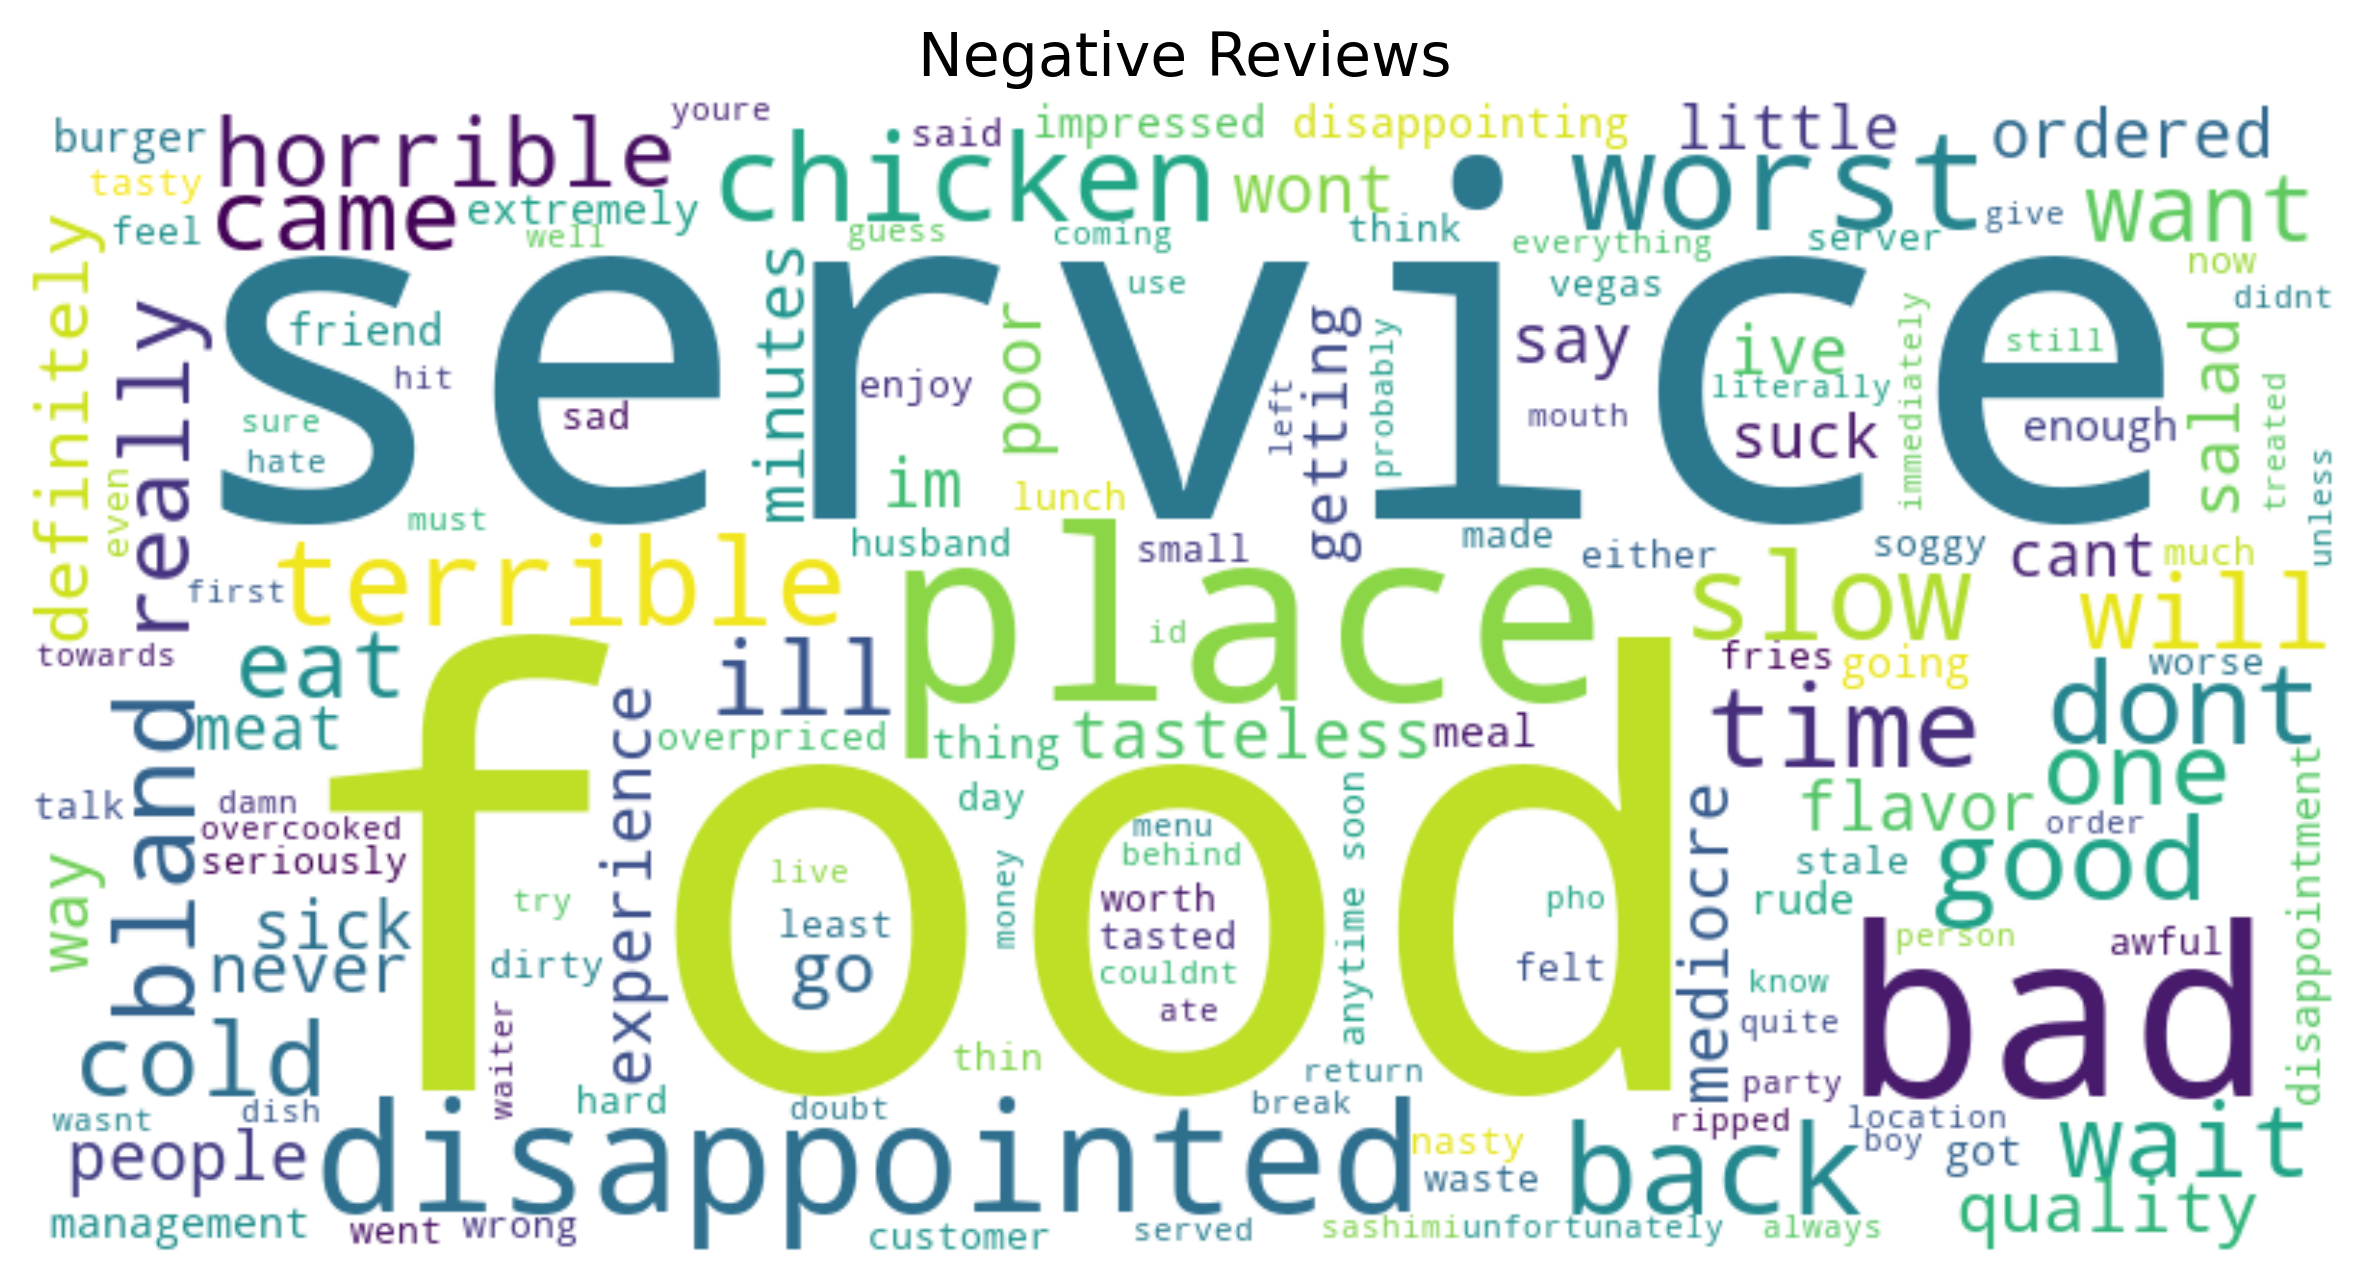 Negative Reviews
youre
burger
horrible
chicken
said
impressed
disappointing
little
ordered
worst
tasty
came
extremely
wont
want
feel
well
guess
coming
think
everything
server
give
now
definitely
really
service
minutes
use
vegas
didnt
friend
hit
sad
enjoy
poor
left
getting
probably
say
mouth
ive
literally
suck
immediately
still
enough
salad
treated
unless
sure
hate
even
must
im
lunch
husband
small
made
either
soggy
cant
much
first
terrible
place
id
slow
will
towards
eat
ill
fries
going
worse
meat
experience
overpriced
thing
tasteless
meal
time
dont
one
bland
food
talk
damn
overcooked
seriously
day
menu
behind
anytime soon
mediocre
flavor
order
disappointment
way
live
money
worth
stale
good
sick
try
least
tasted
pho
rude
person
awful
never
dirty
go
couldnt
felt
know
bad
ate
quite
cold
waiter
thin
return
party
hard
wasnt
dish
doubt
break
ripped
location
people
disappointed
nasty
back
boy
got
wait
waste
quality
management
went
wrong
customer
served
sashimi
unfortunately
always